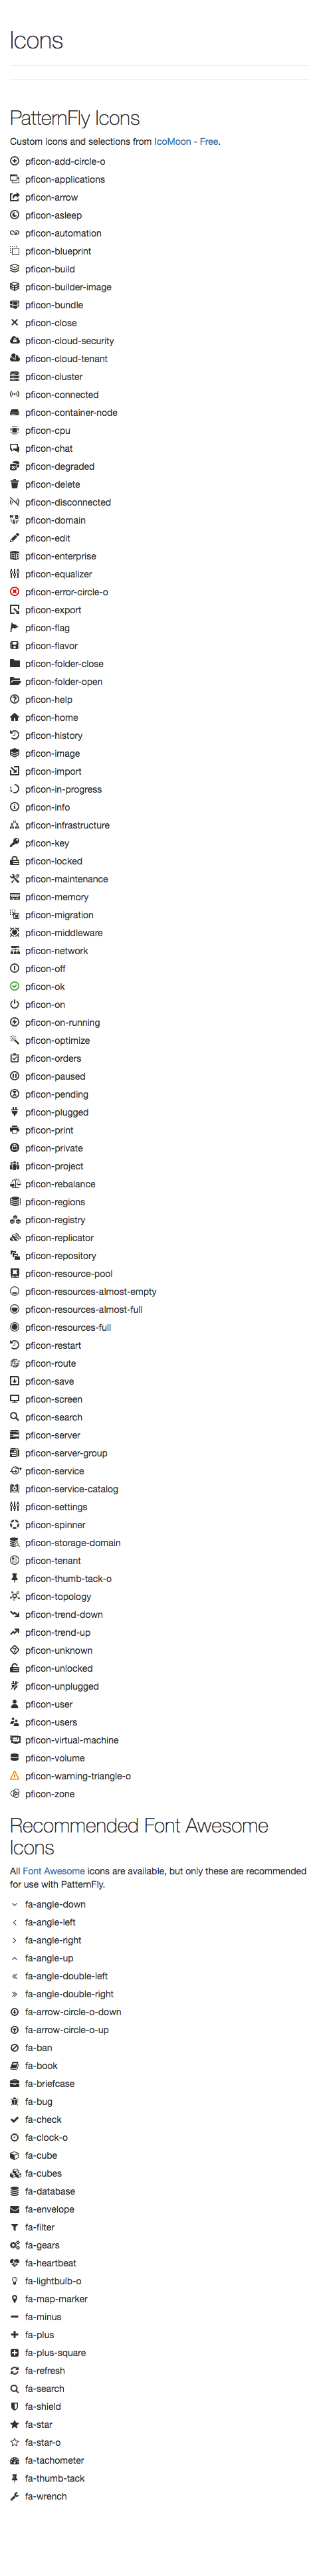 Icons
PatternFly Icons
Custom icons and selections from IcoMoon - Free.
pficon-add-circle-o
pficon-applications
pficon-arrow
pficon-asleep
pficon-automation
pficon-blueprint
pficon-build
pficon-builder-image
pficon-bundle
pficon-close
pficon-cloud-security
pficon-cloud-tenant
pficon-cluster
pficon-connected
pficon-container-node
pficon-cpu
pficon-chat
pficon-degraded
pficon-delete
pficon-disconnected
pficon-domain
pficon-edit
pficon-enterprise
pficon-equalizer
pficon-error-circle-o
pficon-export
pficon-flag
pficon-flavor
pficon-folder-close
pficon-folder-open
pficon-help
pficon-home
pficon-history
pficon-image
pficon-import
pficon-in-progress
pficon-info
pficon-infrastructure
pficon-key
pficon-locked
pficon-maintenance
pficon-memory
pficon-migration
pficon-middleware
pficon-network
pficon-off
pficon-ok
pficon-on
pficon-on-running
pficon-optimize
pficon-orders
pficon-paused
pficon-pending
pficon-plugged
pficon-print
pficon-private
pficon-project
pficon-rebalance
pficon-regions
pficon-registry
pficon-replicator
pficon-repository
pficon-resource-pool
pficon-resources-almost-empty
pficon-resources-almost-full
pficon-resources-full
pficon-restart
pficon-route
pficon-save
pficon-screen
pficon-search
pficon-server
pficon-server-group
pficon-service
pficon-service-catalog
pficon-settings
pficon-spinner
pficon-storage-domain
pficon-tenant
pficon-thumb-tack-o
pficon-topology
pficon-trend-down
pficon-trend-up
pficon-unknown
pficon-unlocked
pficon-unplugged
pficon-user
pficon-users
pficon-virtual-machine
pficon-volume
pficon-warning-triangle-o
pficon-zone
Recommended Font Awesome
Icons
All Font Awesome icons are available, but only these are recommended
for use with PatternFly.
fa-angle-down
fa-angle-left
fa-angle-right
fa-angle-up
fa-angle-double-left
fa-angle-double-right
fa-arrow-circle-o-down
fa-arrow-circle-o-up
fa-ban
fa-book
fa-briefcase
fa-bug
fa-check
fa-clock-o
fa-cube
fa-cubes
fa-database
fa-envelope
fa-filter
fa-gears
fa-heartbeat
fa-lightbulb-o
fa-map-marker
fa-minus
fa-plus
fa-plus-square
fa-refresh
fa-search
fa-shield
fa-star
fa-star-o
fa-tachometer
fa-thumb-tack
fa-wrench